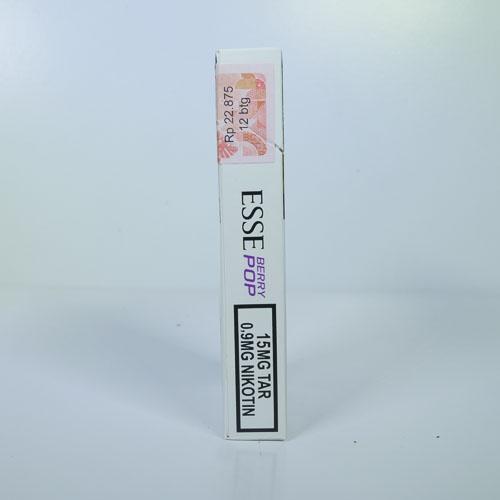 Rp 22.875
12 btg
ESSE
BERRY
POP
15MG TAR
0,9MG NIKOTIN